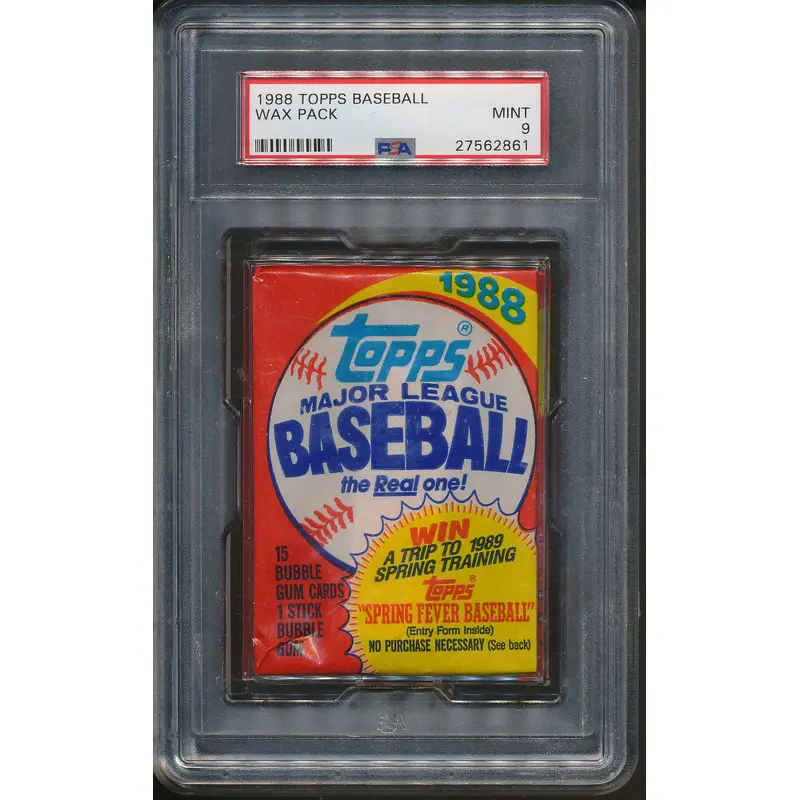 1988 TOPPS BASEBALL
WAX PACK
MINT
9
PSA
27562861
1988
Topps®
MAJOR LEAGUE
BASEBALL
the Real one!
WIN
A TRIP TO 1989
SPRING TRAINING
Topps®
"SPRING FEVER BASEBALL"
(Entry Form Inside)
NO PURCHASE NECESSARY (See back)
15
BUBBLE
GUM CARDS
1 STICK
BUBBLE
GUM